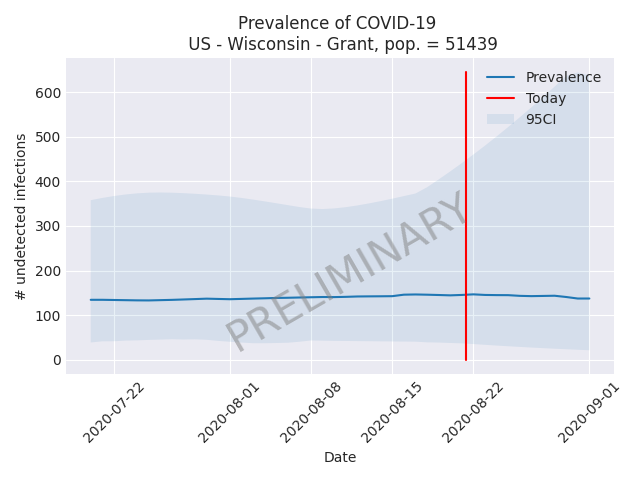 Prevalence of COVID-19
US - Wisconsin - Grant, pop. = 51439
Prevalence
Today
95CI
# undetected infections
600
500
400
300
200
100
0
PRELIMINARY
2020-07-22
2020-08-01
2020-08-08
2020-08-15
2020-08-22
2020-09-01
Date